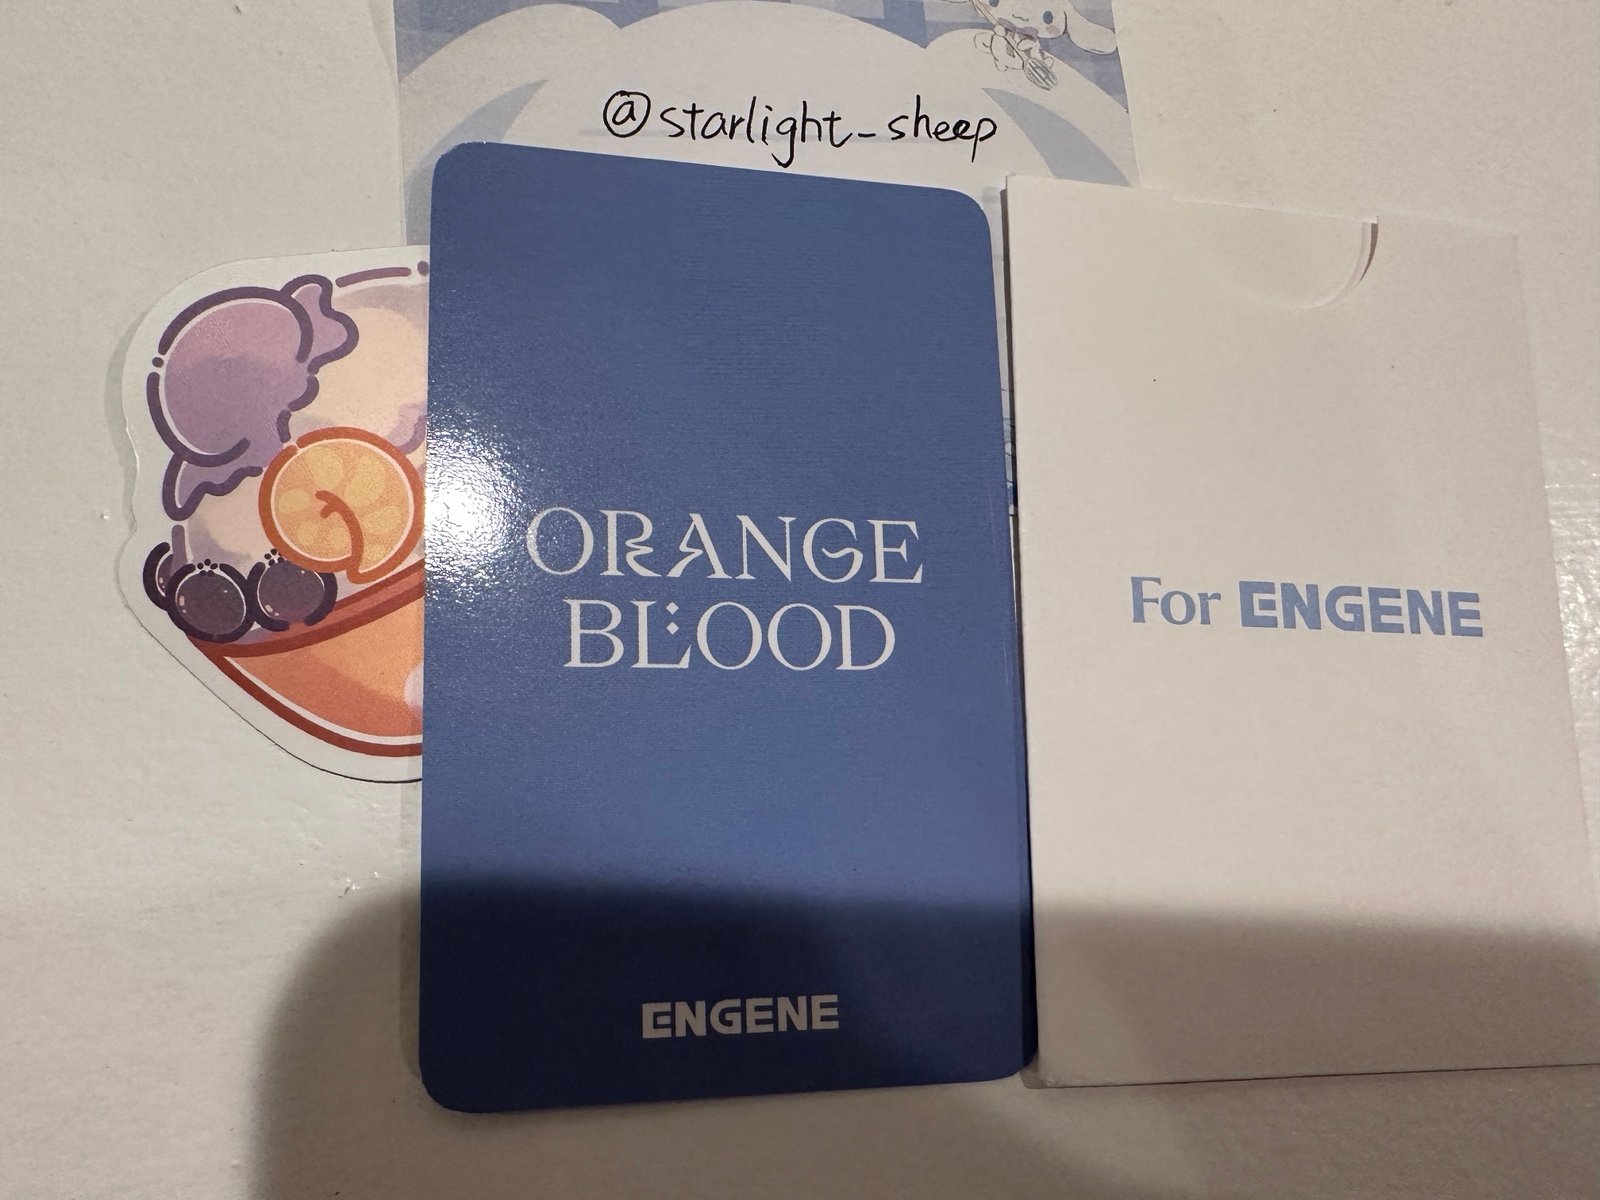 @starlight_sheep
ORANGE
BLOOD
ENGENE
For ENGENE